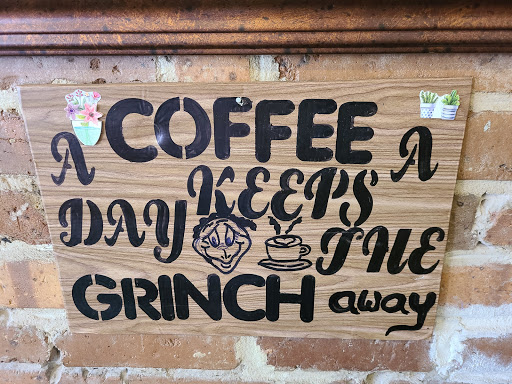 A COFFEE A
DAY KEEPS THE
GRINCH away